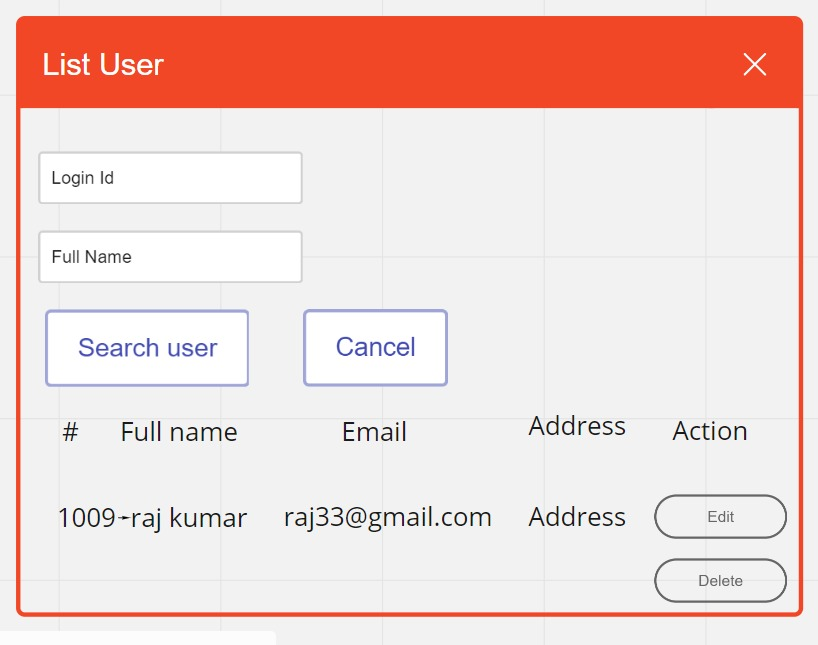 List User
Login Id
Full Name
Search user Cancel
# Full name Email Address Action
1009 raj kumar raj33@gmail.com Address Edit
Delete